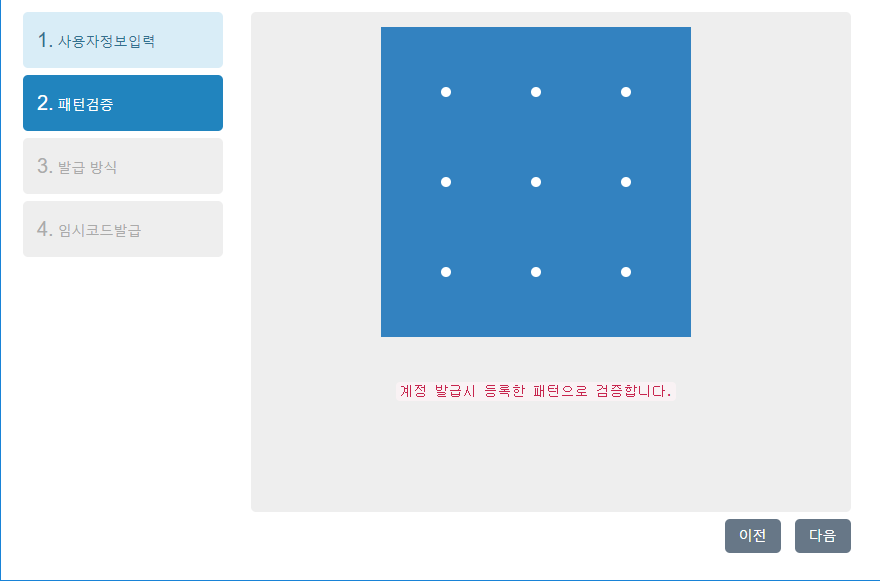 1. 사용자정보입력
2. 패턴검증
3. 발급 방식
4. 임시코드발급
계정 발급시 등록한 패턴으로 검증합니다.
이전
다음